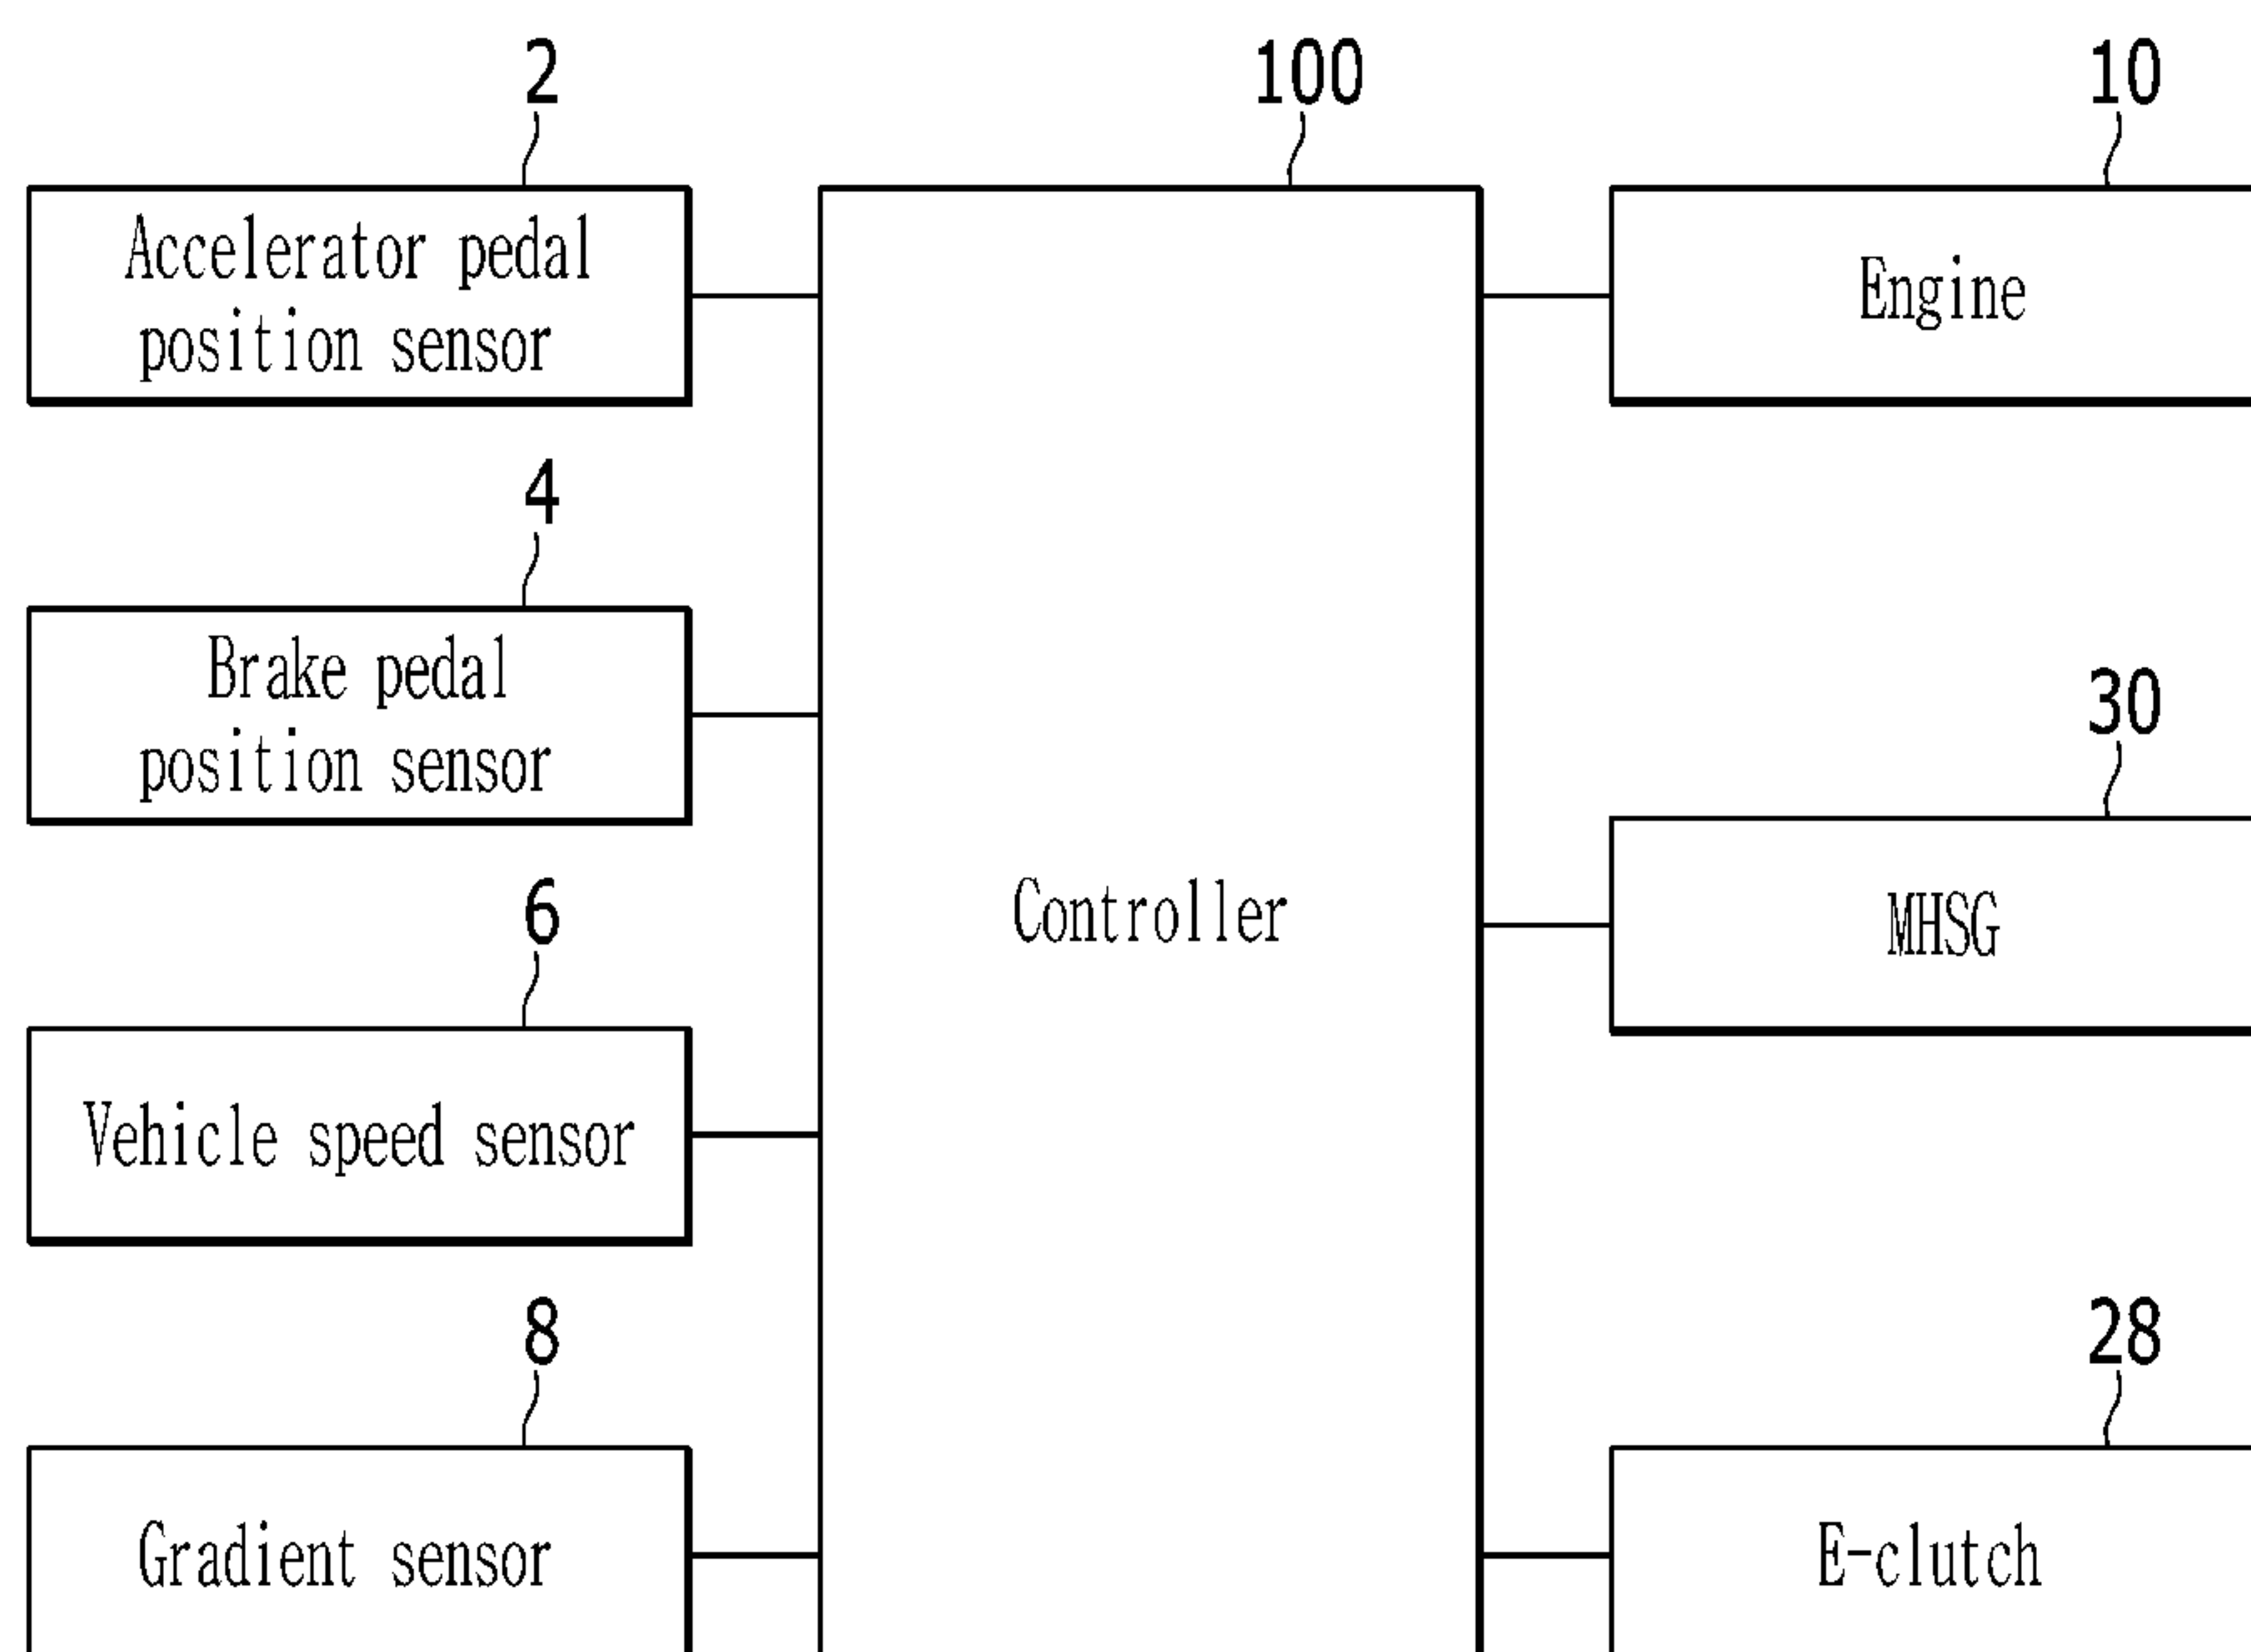 2
100
10
Accelerator pedal
position sensor
Engine
4
Brake pedal
position sensor
30
Controller
MHSG
6
Vehicle speed sensor
8
28
Gradient sensor
E-clutch